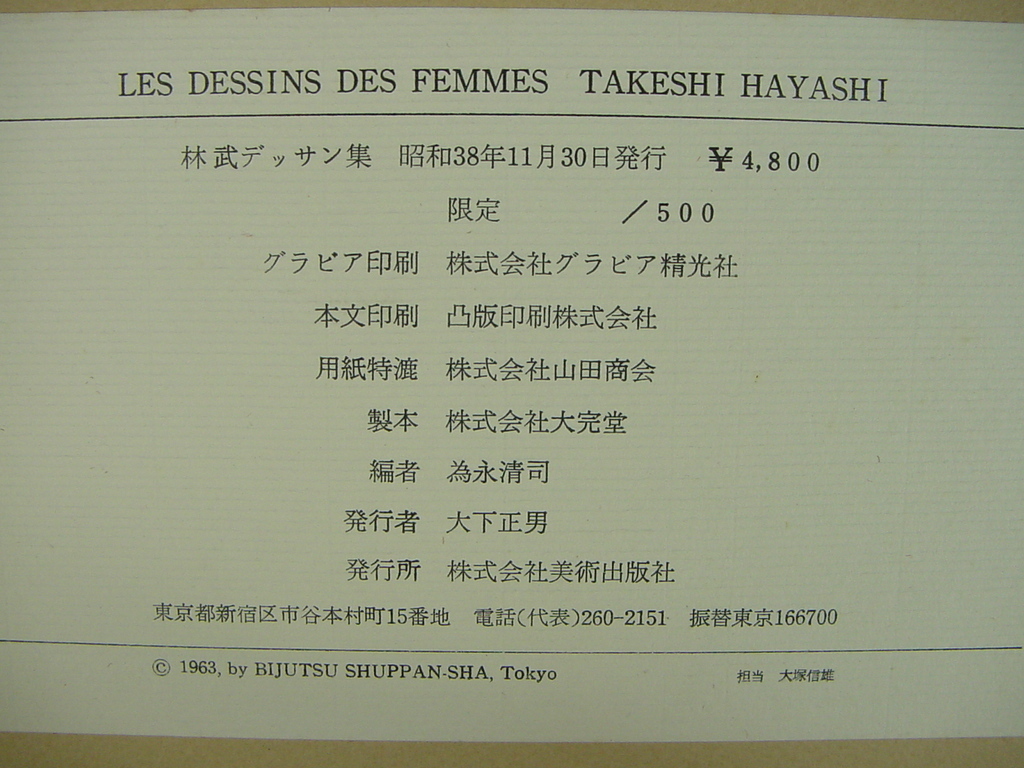 LES DESSINS DES FEMMES TAKESHI HAYASHI
林武デッサン集 昭和38年11月30日発行 ¥4,800
限定 /500
グラビア印刷 株式会社グラビア精光社
本文印刷 凸版印刷株式会社
用紙特漉 株式会社山田商会
製本 株式会社大完堂
編者 為永清司
発行者 大下正男
発行所 株式会社美術出版社
東京都新宿区市谷本村町15番地 電話(代表)260-2151 振替東京166700
© 1963, by BIJUTSU SHUPPAN-SHA, Tokyo 担当 大塚信雄